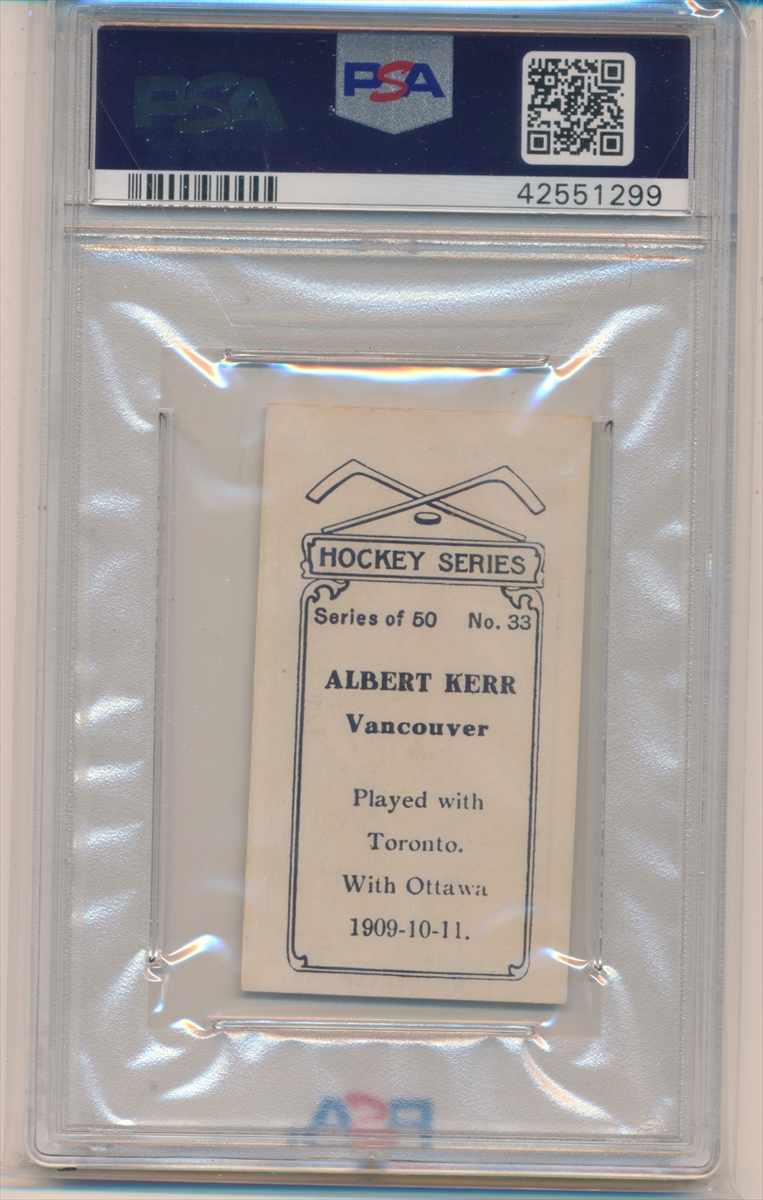 PSA
PSA
42551299
HOCKEY SERIES
Series of 50 No. 33
ALBERT KERR
Vancouver
Played with
Toronto.
With Ottawa
1909-10-11.
PSA